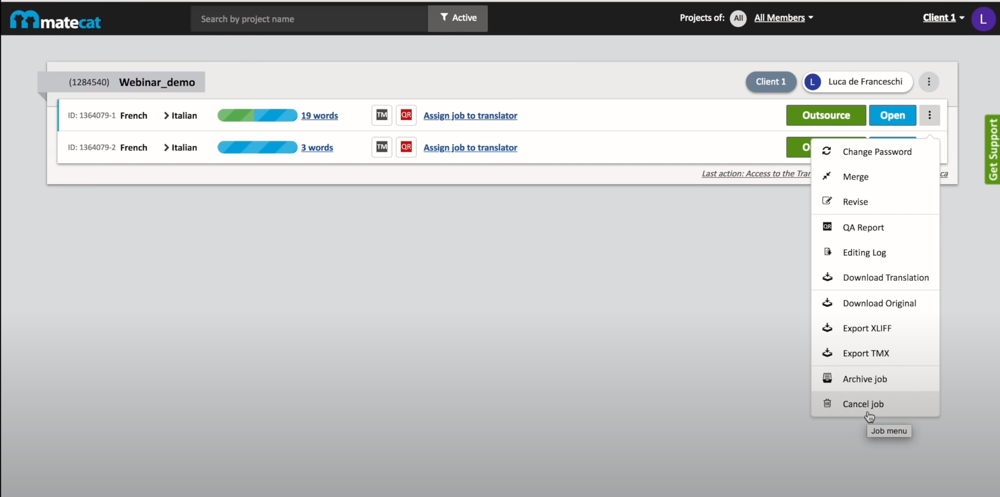 matecat Search by project name Active Projects of: All All Members Client 1 L
(1284540) Webinar_demo Client 1 L Luca de Franceschi
ID: 1364079-1 French Italian 19 words TM QR Assign job to translator Outsource Open
ID: 1364079-2 French Italian 3 words TM QR Assign job to translator O
Last action: Access to the Tran ca
Get Support
Change Password
Merge
Revise
QR QA Report
Editing Log
Download Translation
Download Original
Export XLIFF
Export TMX
Archive job
Cancel job
Job menu